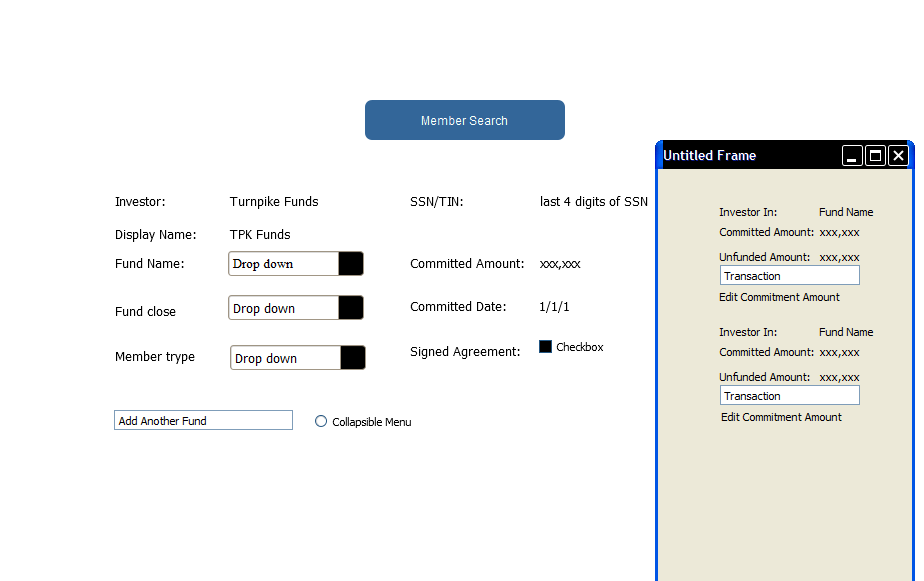 Member Search
Untitled Frame
Investor: Turnpike Funds SSN/TIN: last 4 digits of SSN
Display Name: TPK Funds
Fund Name: Drop down Committed Amount: xxx,xxx
Fund close Drop down Committed Date: 1/1/1
Member trype Drop down Signed Agreement: Checkbox
Add Another Fund Collapsible Menu
Investor In: Fund Name
Committed Amount: xxx,xxx
Unfunded Amount: xxx,xxx
Transaction
Edit Commitment Amount
Investor In: Fund Name
Committed Amount: xxx,xxx
Unfunded Amount: xxx,xxx
Transaction
Edit Commitment Amount